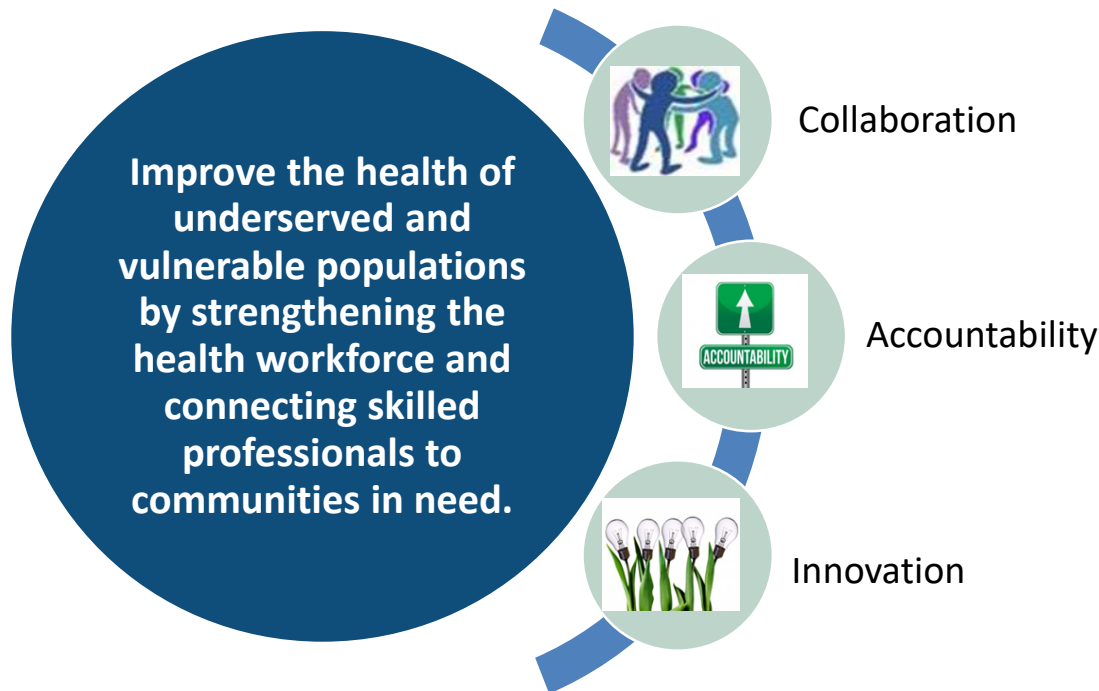 Improve the health of
underserved and
vulnerable populations
by strengthening the
health workforce and
connecting skilled
professionals to
communities in need.
Collaboration
ACCOUNTABILITY
Accountability
Innovation